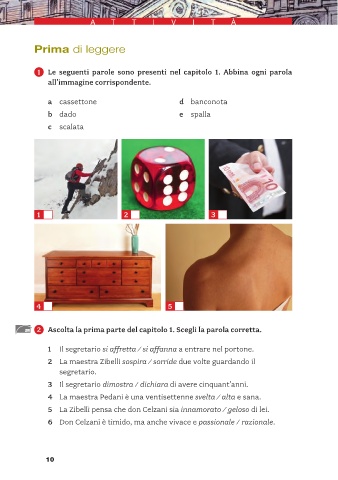 ATTIVITÀ
Prima di leggere
1 Le seguenti parole sono presenti nel capitolo 1. Abbina ogni parola
all'immagine corrispondente.
a cassettone
d banconota
b dado
e spalla
c scalata
1
2
3
4
5
2 Ascolta la prima parte del capitolo 1. Scegli la parola corretta.
1 Il segretario si affretta / si affanna a entrare nel portone.
2 La maestra Zibelli sospira / sorride due volte guardando il
segretario.
3 Il segretario dimostra / dichiara di avere cinquant'anni.
4 La maestra Pedani è una ventisettenne svelta / alta e sana.
5 La Zibelli pensa che don Celzani sia innamorato / geloso di lei.
6 Don Celzani è timido, ma anche vivace e passionale / razionale.
10